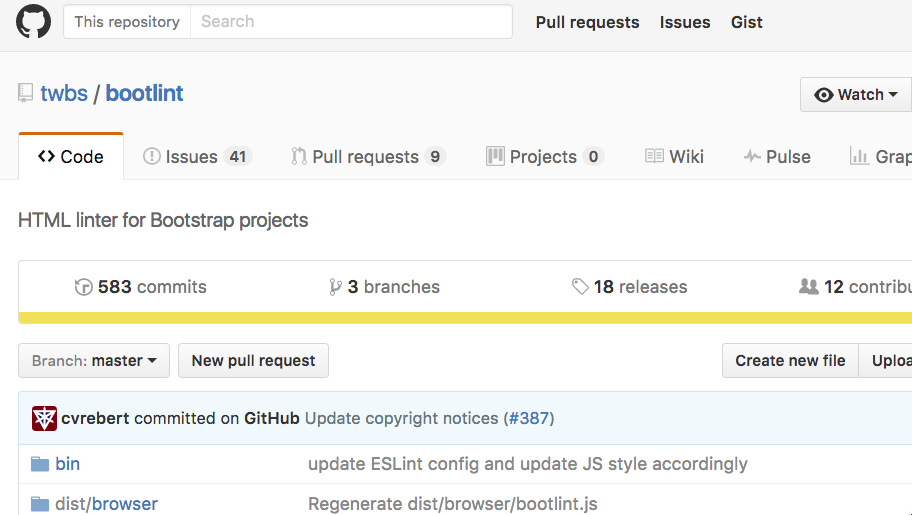 This repository Search Pull requests Issues Gist
twbs / bootlint Watch
Code Issues 41 Pull requests 9 Projects 0 Wiki Pulse
HTML linter for Bootstrap projects
583 commits 3 branches 18 releases 12
Branch: master New pull request Create new file
cvrebert committed on GitHub Update copyright notices (#387)
bin update ESLint config and update JS style accordingly
dist/browser Regenerate dist/browser/bootlint.js